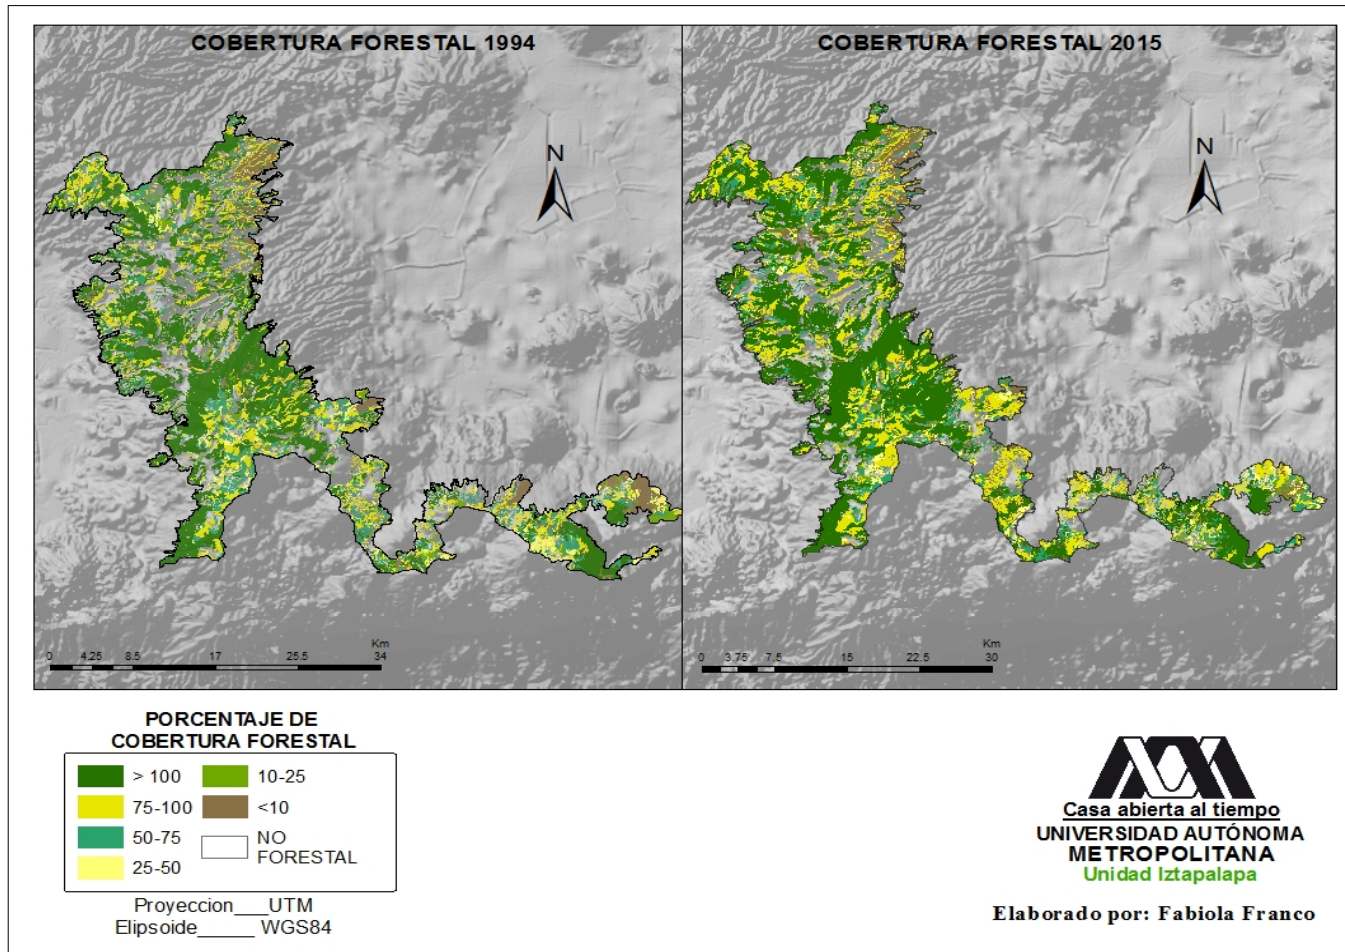 COBERTURA FORESTAL 1994
COBERTURA FORESTAL 2015
N
N
Km
0 4.25 8.5 17 25.5 34
Km
0 3.75 7.5 15 22.5 30
PORCENTAJE DE
COBERTURA FORESTAL
> 100
75-100
50-75
25-50
10-25
<10
NO
FORESTAL
Proyeccion___UTM
Elipsoide_____ WGS84
Casa abierta al tiempo
UNIVERSIDAD AUTÓNOMA
METROPOLITANA
Unidad Iztapalapa
Elaborado por: Fabiola Franco